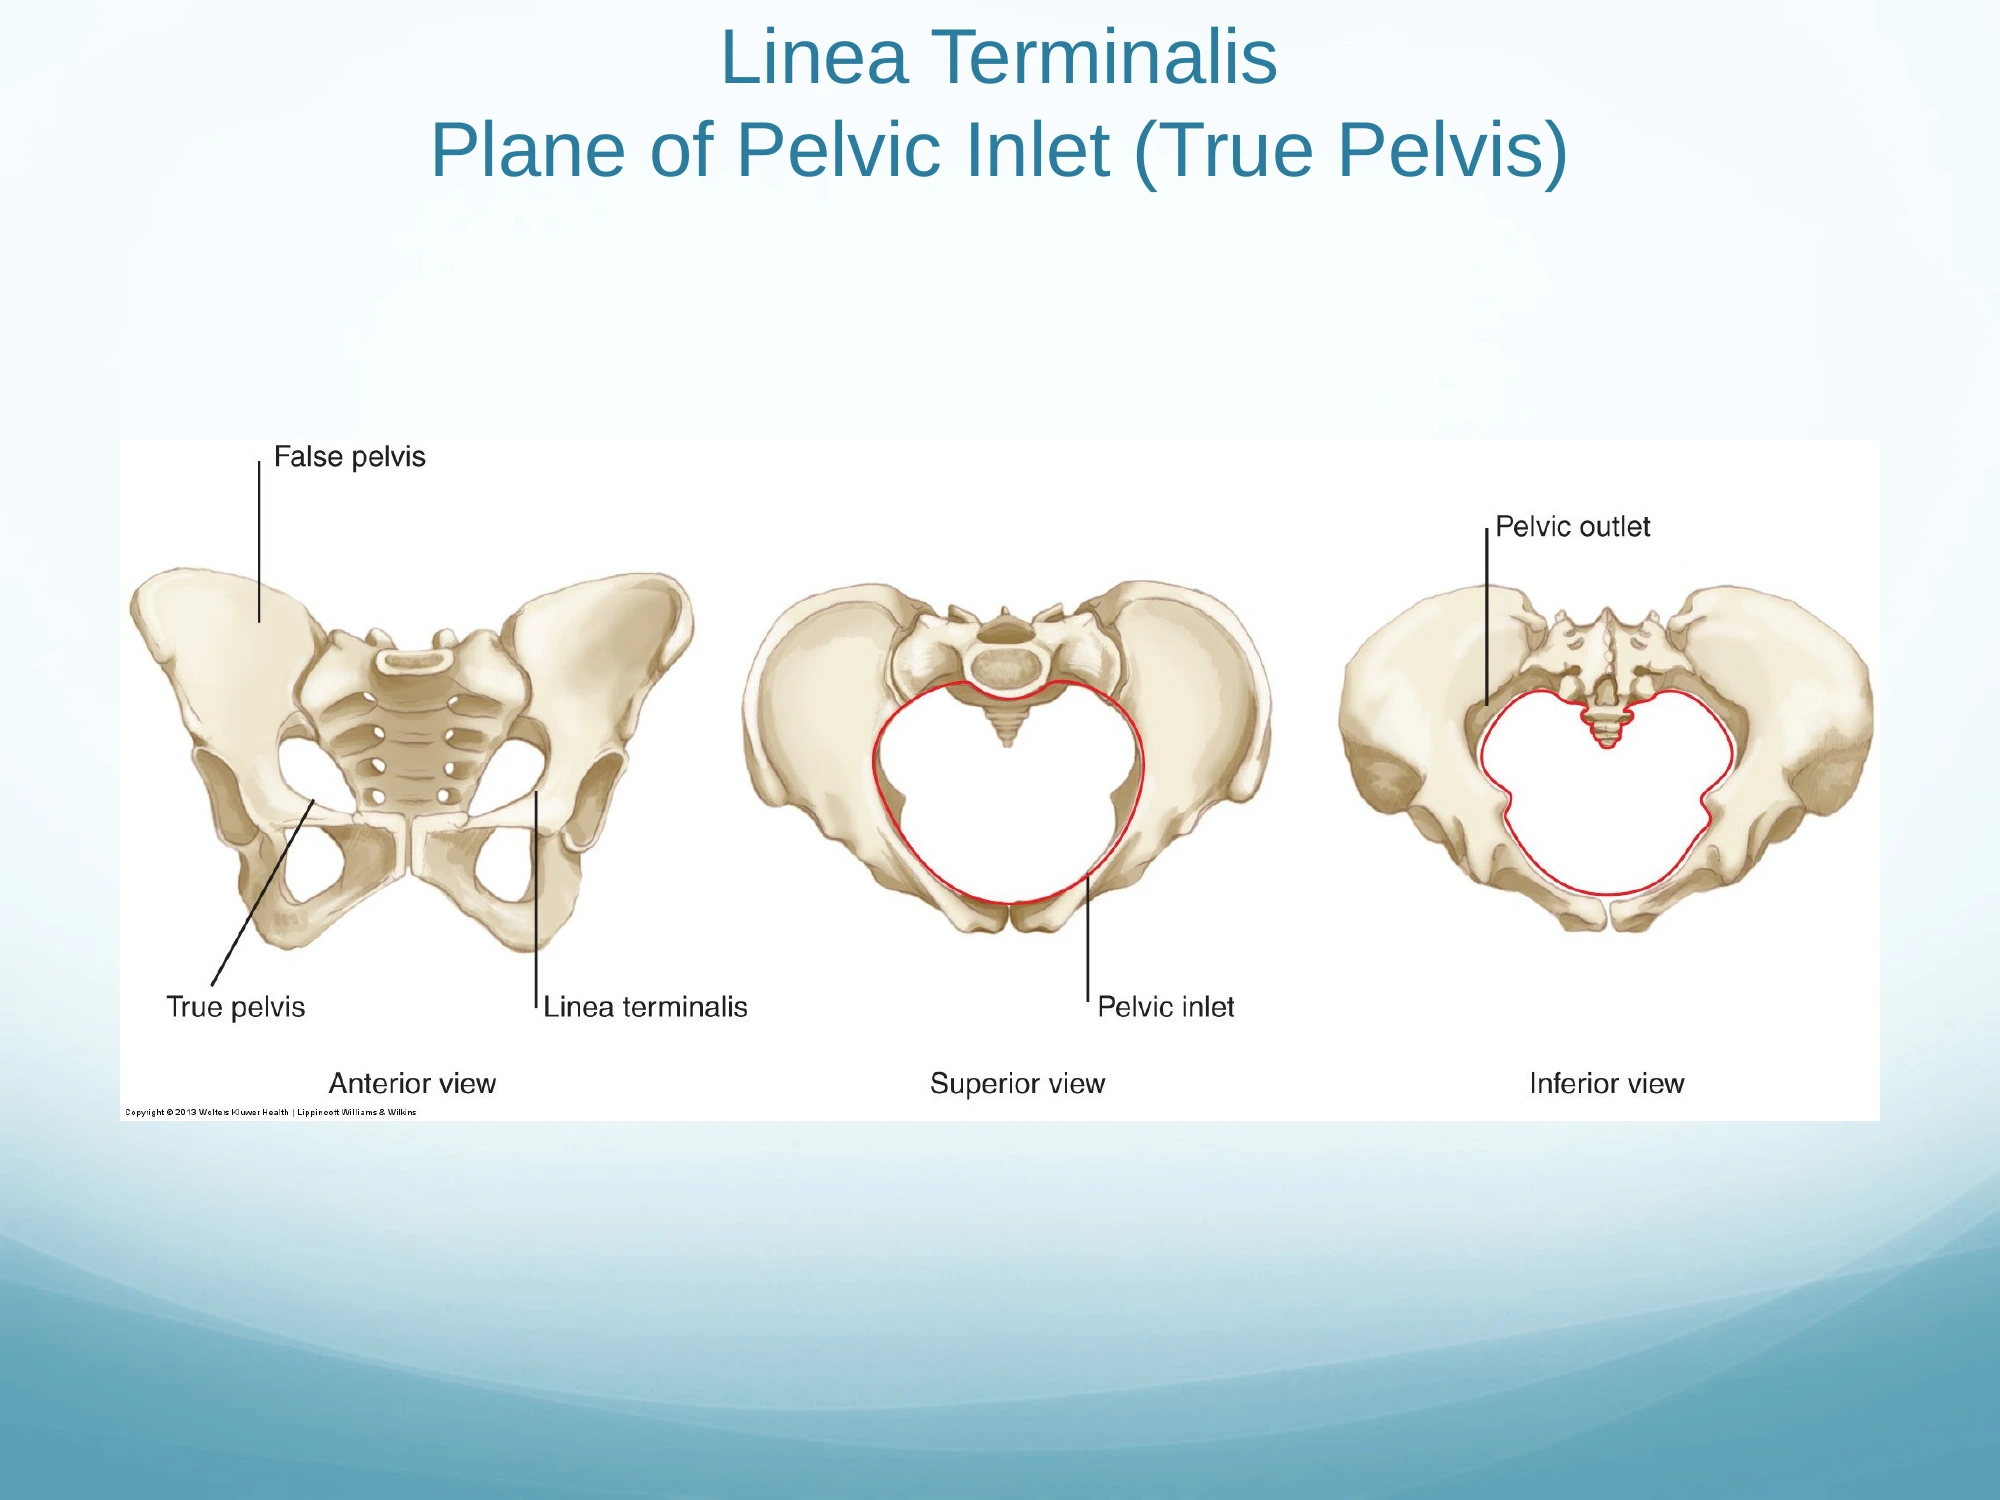 Linea Terminalis
Plane of Pelvic Inlet (True Pelvis)
False pelvis
Pelvic outlet
True pelvis
Linea terminalis
Pelvic inlet
Anterior view
Superior view
Inferior view
Copyright © 2013 Wolters Kluwer Health | Lippincott Williams & Wilkins